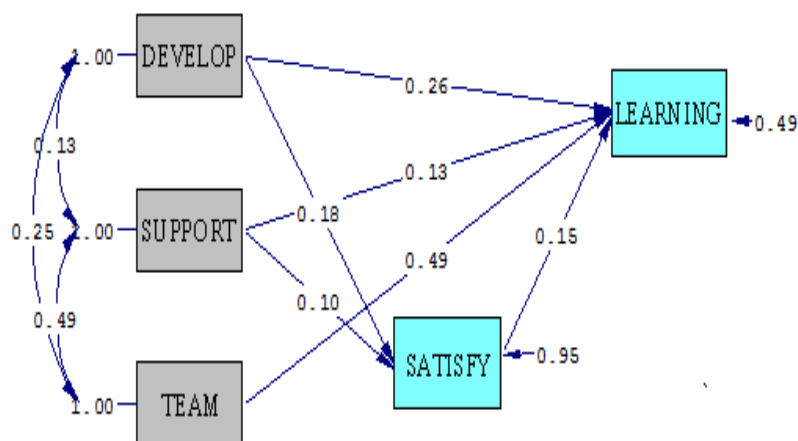 1.00 DEVELOP
0.26
LEARNING
0.49
0.13
0.13
0.18
0.25
1.00 SUPPORT
0.15
0.49
0.10
0.49
SATISFY
0.95
1.00 TEAM